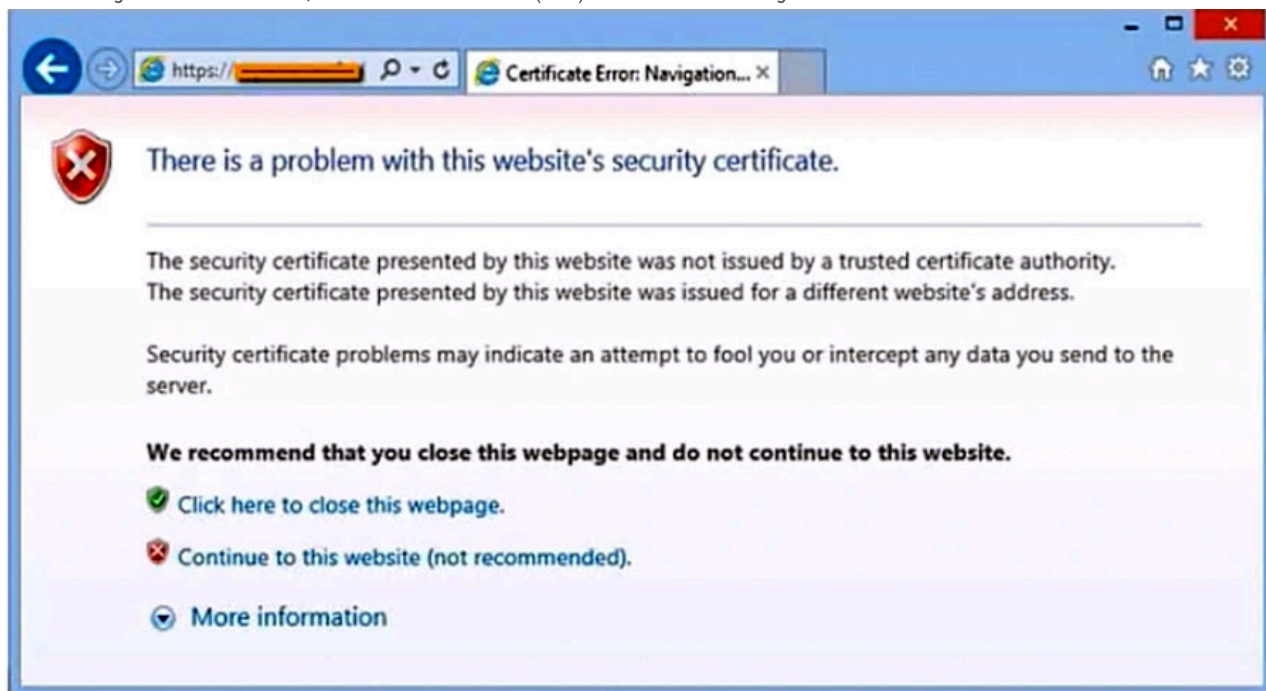 https://
Certificate Error: Navigation...
There is a problem with this website's security certificate.
The security certificate presented by this website was not issued by a trusted certificate authority.
The security certificate presented by this website was issued for a different website's address.
Security certificate problems may indicate an attempt to fool you or intercept any data you send to the
server.
We recommend that you close this webpage and do not continue to this website.
Click here to close this webpage.
Continue to this website (not recommended).
More information